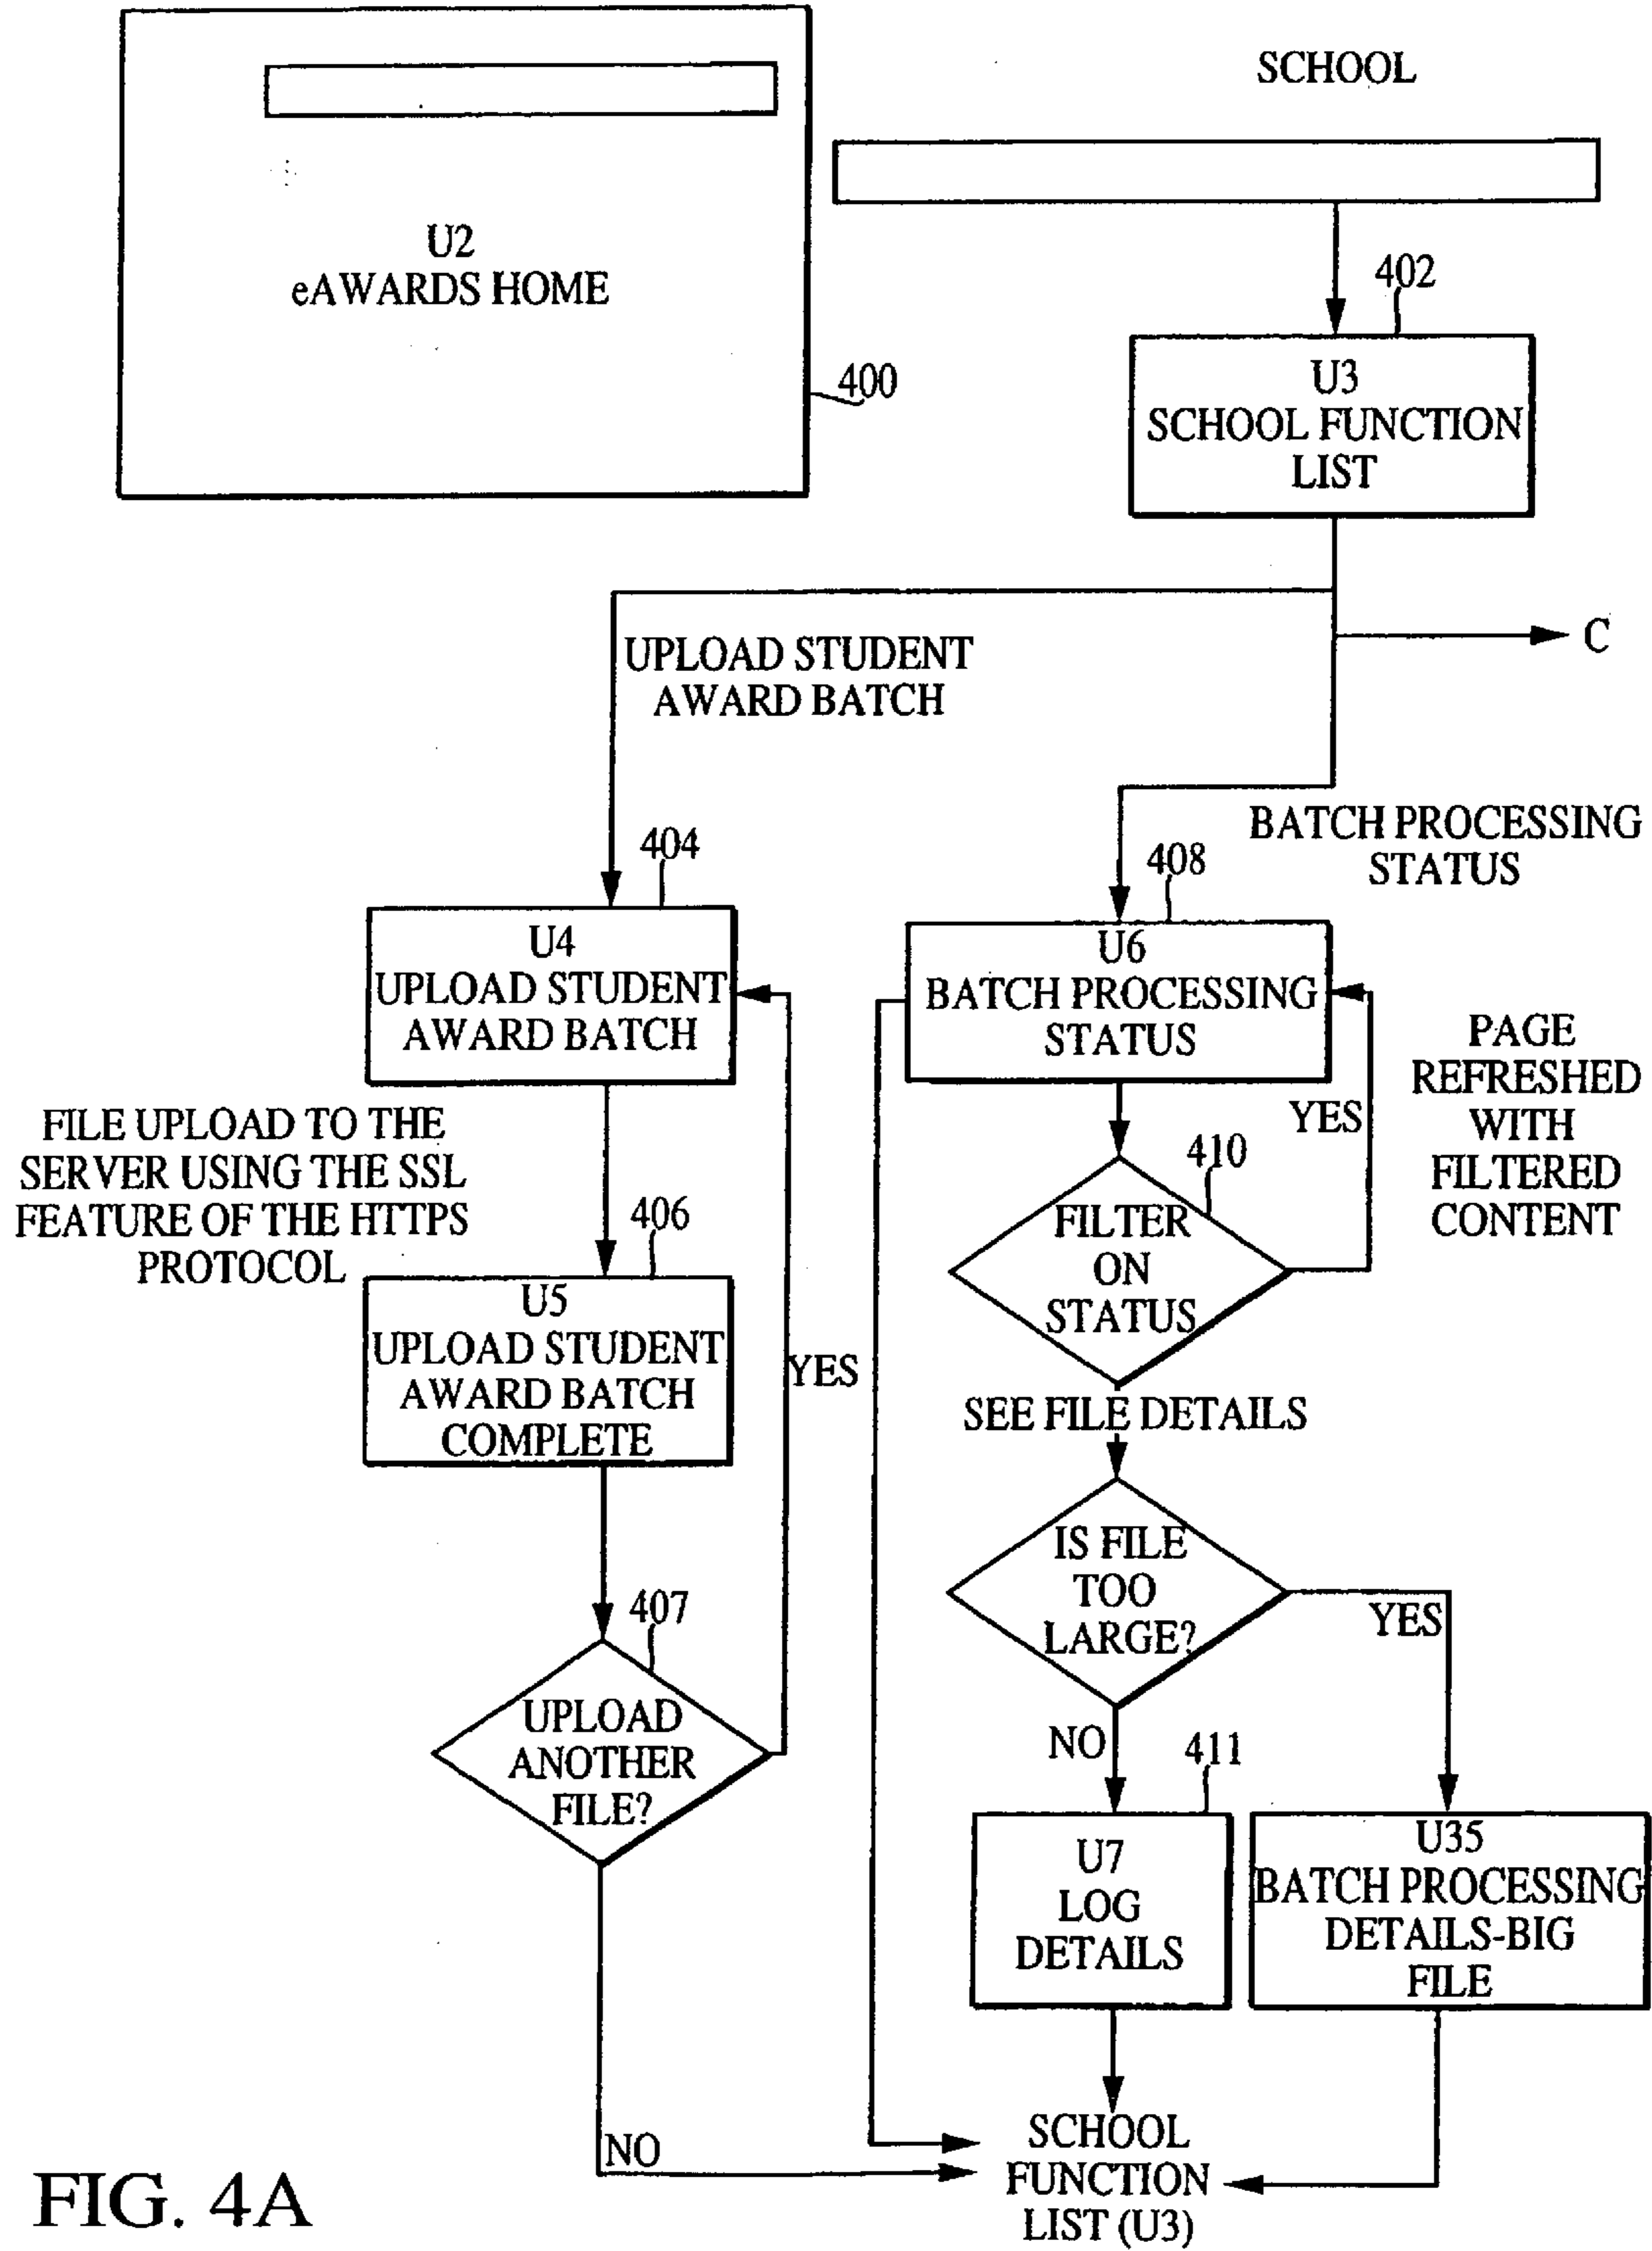 SCHOOL
U2
eAWARDS HOME
400
402
U3
SCHOOL FUNCTION
LIST
C
UPLOAD STUDENT
AWARD BATCH
BATCH PROCESSING
STATUS
404
408
U4
UPLOAD STUDENT
AWARD BATCH
U6
BATCH PROCESSING
STATUS
PAGE
REFRESHED
WITH
FILTERED
CONTENT
YES
FILE UPLOAD TO THE
SERVER USING THE SSL
FEATURE OF THE HTTPS
PROTOCOL
410
FILTER
ON
STATUS
406
U5
UPLOAD STUDENT
AWARD BATCH
COMPLETE
YES
SEE FILE DETAILS
IS FILE
TOO
LARGE?
YES
NO
407
UPLOAD
ANOTHER
FILE?
411
U7
LOG
DETAILS
U35
BATCH PROCESSING
DETAILS-BIG
FILE
NO
SCHOOL
FUNCTION
LIST (U3)
FIG. 4A